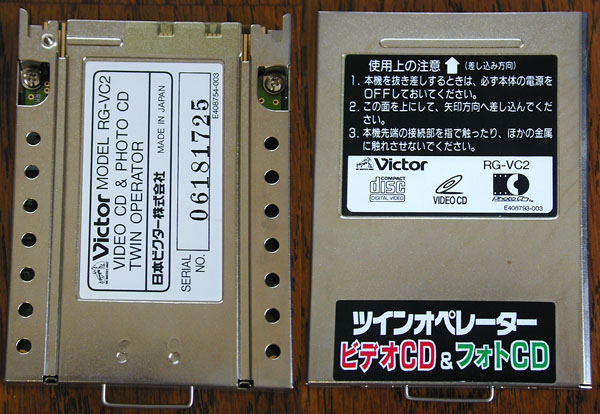 Victor MODEL RG-VC2
VIDEO CD & PHOTO CD
TWIN OPERATOR
MADE IN JAPAN
日本ビクター株式会社
SERIAL NO.
06181725
E408754-003
使用上の注意 ⬆ (差し込み方向)
1. 本機を抜き差しするときは、必ず本体の電源を
OFFしておいてください。
2. この面を上にして、矢印方向へ差し込んでくだ
さい。
3. 本機先端の接続部を指で触ったり、ほかの金属
に触れさせないでください。
Victor RG-VC2
COMPACT disc DIGITAL VIDEO
VIDEO CD
Photo CD
E408793-003
ツインオペレーター
ビデオCD & フォトCD